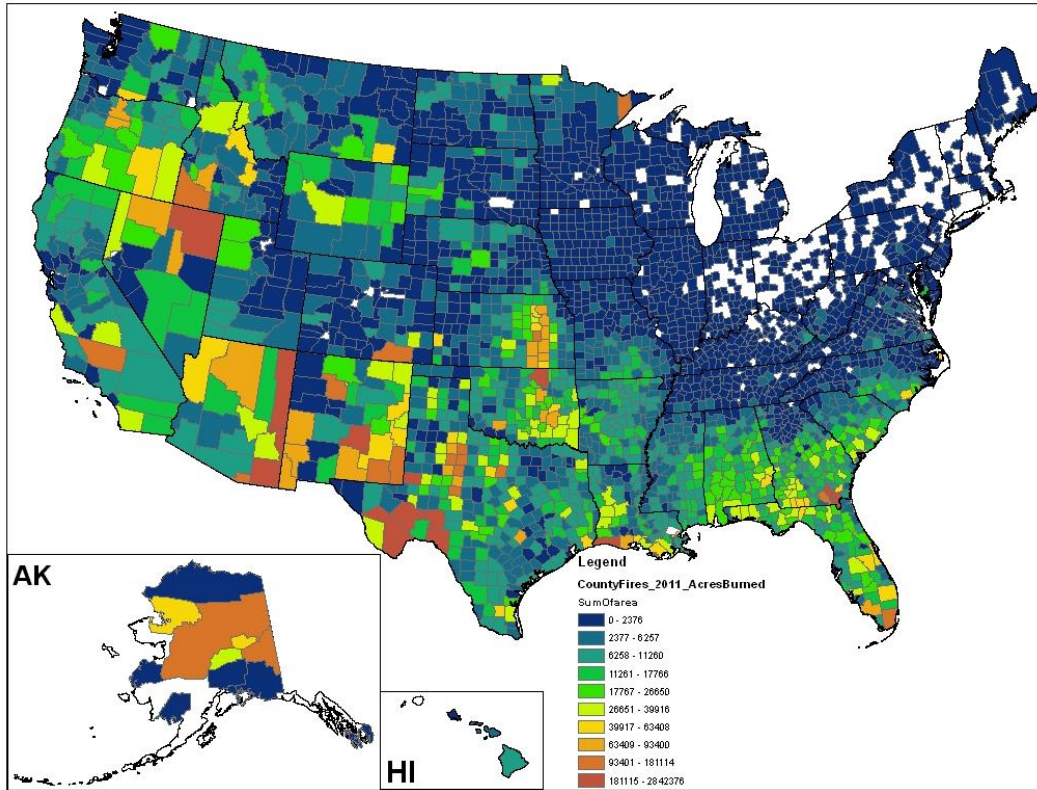 AK
HI
Legend
CountyFires_2011_AcresBurned
SumOfarea
0 - 2376
2377 - 6257
6258 - 11260
11261 - 17766
17767 - 26650
26651 - 39916
39917 - 63408
63409 - 93400
93401 - 181114
181115 - 2842376